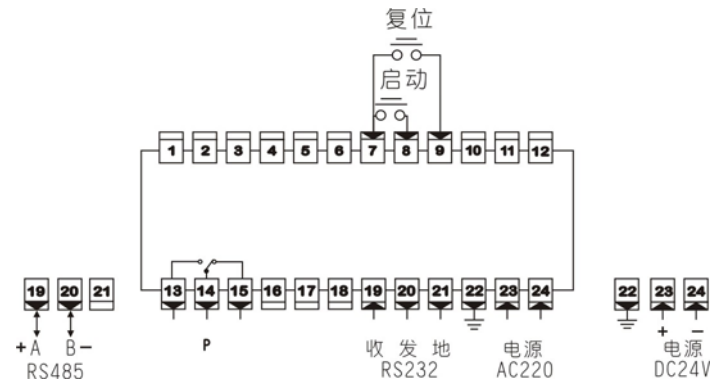 复位
启动
1 2 3 4 5 6 7 8 9 10 11 12
19 20 21 13 14 15 16 17 18 19 20 21 22 23 24 22 23 24
+A B- P 收 发 地 电源 + - 电源
RS485 RS232 AC220 DC24V